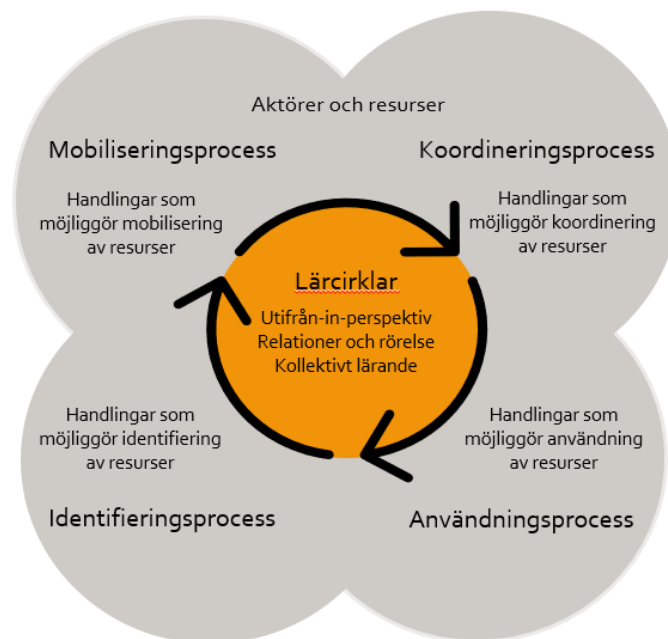 Aktörer och resurser
Mobiliseringsprocess
Handlingar som
möjliggör mobilisering
av resurser
Koordineringsprocess
Handlingar som
möjliggör koordinering
av resurser
Lärcirklar
Utifrån-in-perspektiv
Relationer och rörelse
Kollektivt lärande
Handlingar som
möjliggör identifiering
av resurser
Identifieringsprocess
Handlingar som
möjliggör användning
av resurser
Användningsprocess